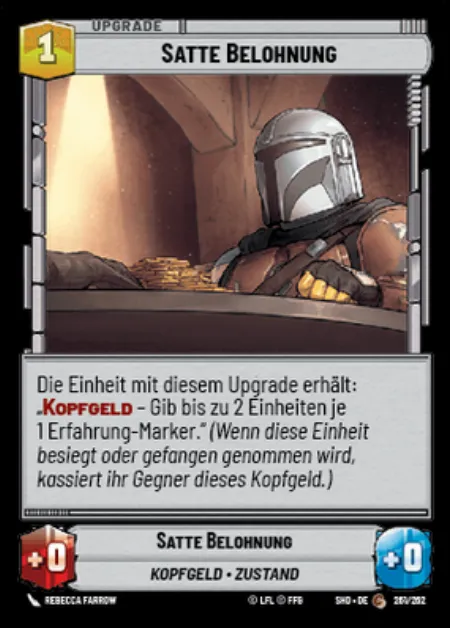 1
UPGRADE
SATTE BELOHNUNG
Die Einheit mit diesem Upgrade erhält:
„KOPFGELD – Gib bis zu 2 Einheiten je
1 Erfahrung-Marker.“ (Wenn diese Einheit
besiegt oder gefangen genommen wird,
kassiert ihr Gegner dieses Kopfgeld.)
+0
SATTE BELOHNUNG
+0
KOPFGELD • ZUSTAND
REBECCA FARROW
© LFL © FFG
SHD • DE
C
261/262